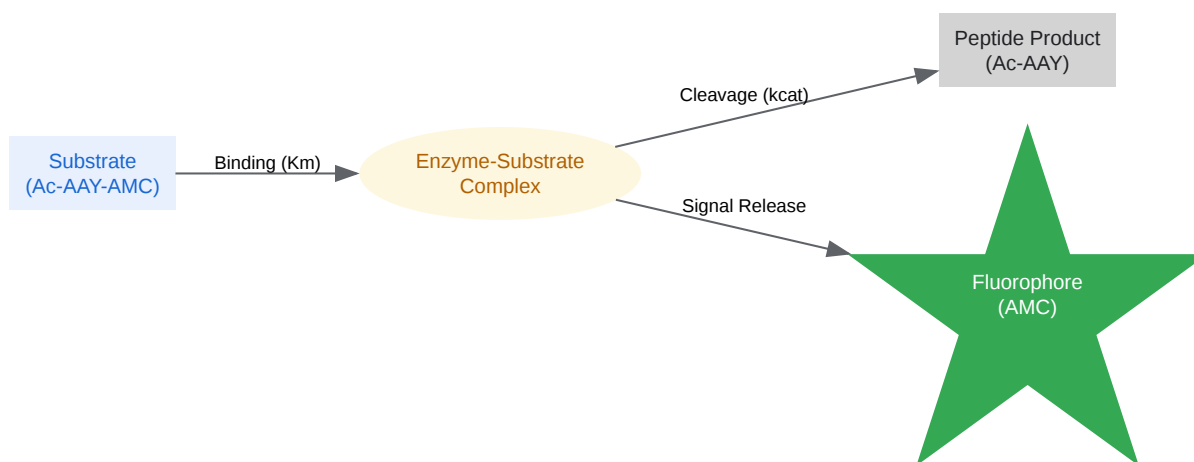 Substrate
(Ac-AAY-AMC)
Binding (Km)
Enzyme-Substrate
Complex
Cleavage (kcat)
Peptide Product
(Ac-AAY)
Signal Release
Fluorophore
(AMC)